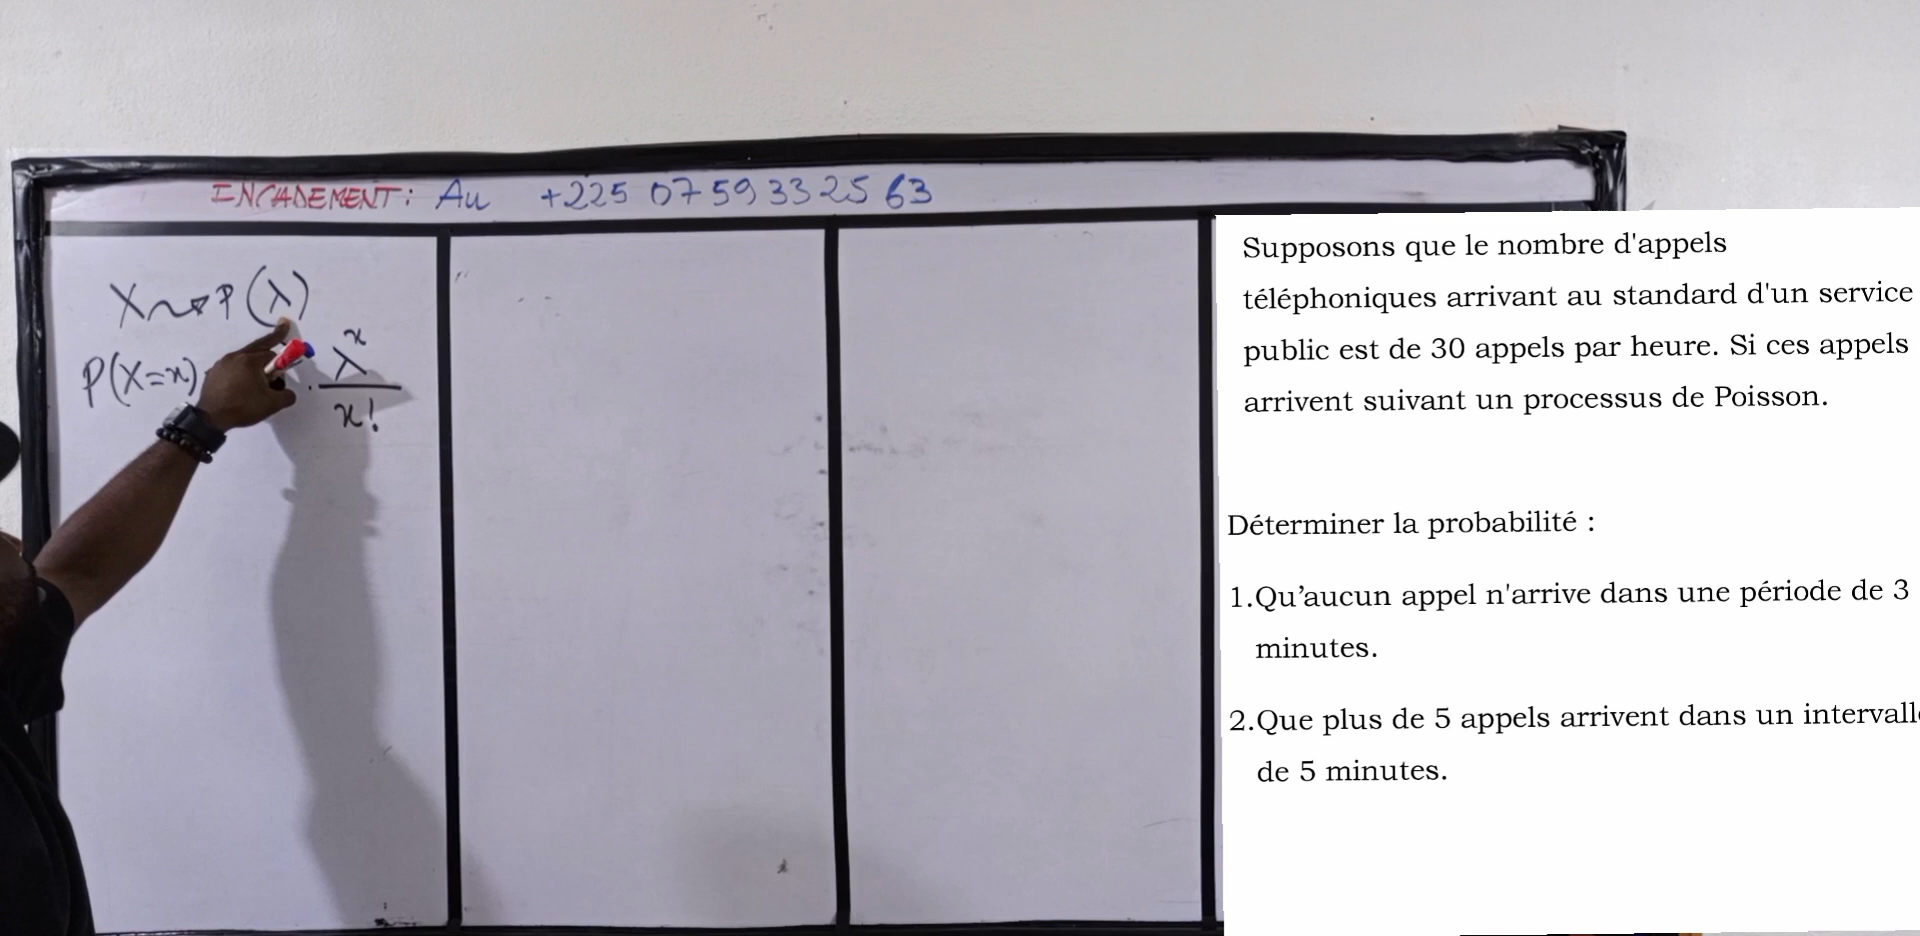 INCADEMENT: Au +225 07 59 33 25 63
X⇝P(λ)
P(X=x) . λ^x / x!
Supposons que le nombre d'appels
téléphoniques arrivant au standard d'un service
public est de 30 appels par heure. Si ces appels
arrivent suivant un processus de Poisson.
Déterminer la probabilité :
1.Qu’aucun appel n'arrive dans une période de 3
minutes.
2.Que plus de 5 appels arrivent dans un intervalle
de 5 minutes.